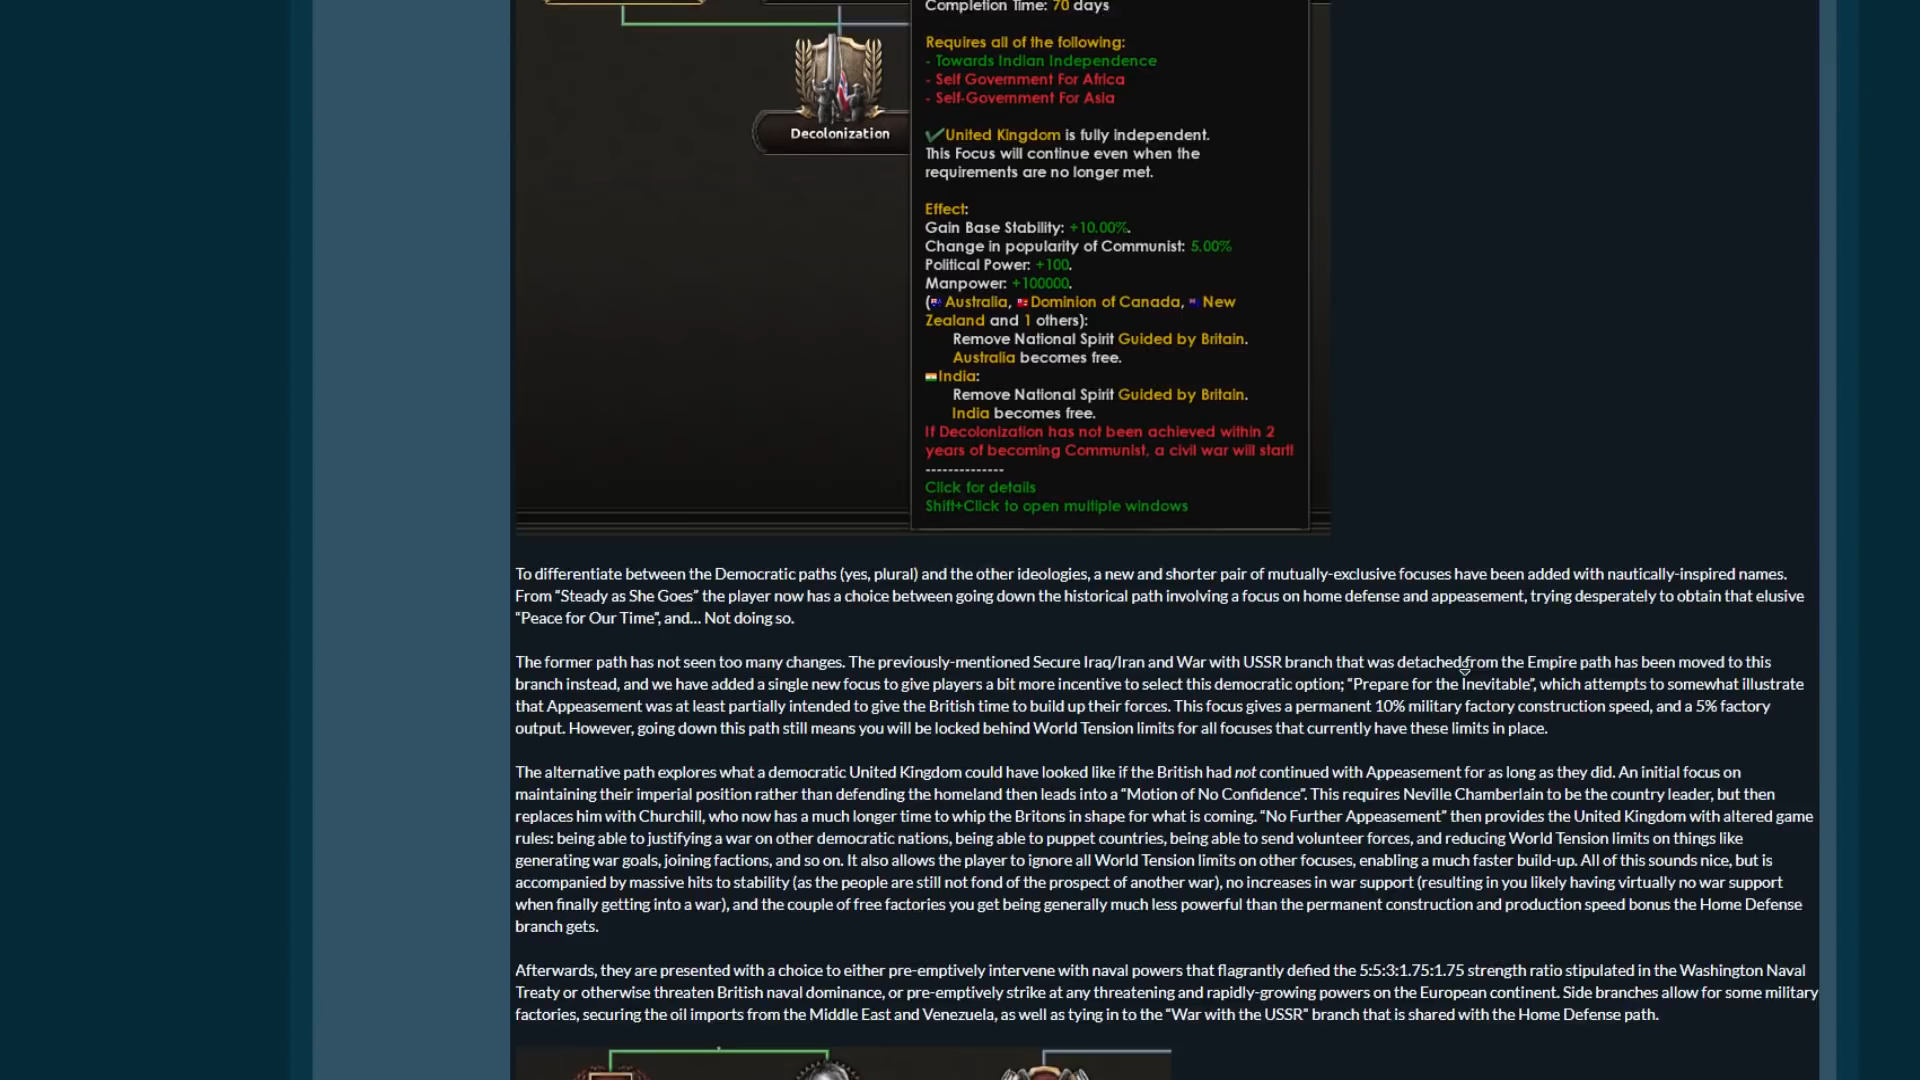 Completion Time: 70 days
Requires all of the following:
- Towards Indian Independence
- Self Government For Africa
- Self-Government For Asia
Decolonization
United Kingdom is fully independent.
This Focus will continue even when the
requirements are no longer met.
Effect:
Gain Base Stability: +10.00%.
Change in popularity of Communist: 5.00%
Political Power: +100.
Manpower: +100000.
(Australia, Dominion of Canada, New
Zealand and 1 others):
Remove National Spirit Guided by Britain.
Australia becomes free.
India:
Remove National Spirit Guided by Britain.
India becomes free.
If Decolonization has not been achieved within 2
years of becoming Communist, a civil war will start!
--------------
Click for details
Shift+Click to open multiple windows
To differentiate between the Democratic paths (yes, plural) and the other ideologies, a new and shorter pair of mutually-exclusive focuses have been added with nautically-inspired names.
From “Steady as She Goes” the player now has a choice between going down the historical path involving a focus on home defense and appeasement, trying desperately to obtain that elusive
“Peace for Our Time”, and… Not doing so.
The former path has not seen too many changes. The previously-mentioned Secure Iraq/Iran and War with USSR branch that was detached from the Empire path has been moved to this
branch instead, and we have added a single new focus to give players a bit more incentive to select this democratic option; “Prepare for the Inevitable”, which attempts to somewhat illustrate
that Appeasement was at least partially intended to give the British time to build up their forces. This focus gives a permanent 10% military factory construction speed, and a 5% factory
output. However, going down this path still means you will be locked behind World Tension limits for all focuses that currently have these limits in place.
The alternative path explores what a democratic United Kingdom could have looked like if the British had not continued with Appeasement for as long as they did. An initial focus on
maintaining their imperial position rather than defending the homeland then leads into a “Motion of No Confidence”. This requires Neville Chamberlain to be the country leader, but then
replaces him with Churchill, who now has a much longer time to whip the Britons in shape for what is coming. “No Further Appeasement” then provides the United Kingdom with altered game
rules: being able to justifying a war on other democratic nations, being able to puppet countries, being able to send volunteer forces, and reducing World Tension limits on things like
generating war goals, joining factions, and so on. It also allows the player to ignore all World Tension limits on other focuses, enabling a much faster build-up. All of this sounds nice, but is
accompanied by massive hits to stability (as the people are still not fond of the prospect of another war), no increases in war support (resulting in you likely having virtually no war support
when finally getting into a war), and the couple of free factories you get being generally much less powerful than the permanent construction and production speed bonus the Home Defense
branch gets.
Afterwards, they are presented with a choice to either pre-emptively intervene with naval powers that flagrantly defied the 5:5:3:1.75:1.75 strength ratio stipulated in the Washington Naval
Treaty or otherwise threaten British naval dominance, or pre-emptively strike at any threatening and rapidly-growing powers on the European continent. Side branches allow for some military
factories, securing the oil imports from the Middle East and Venezuela, as well as tying in to the “War with the USSR” branch that is shared with the Home Defense path.